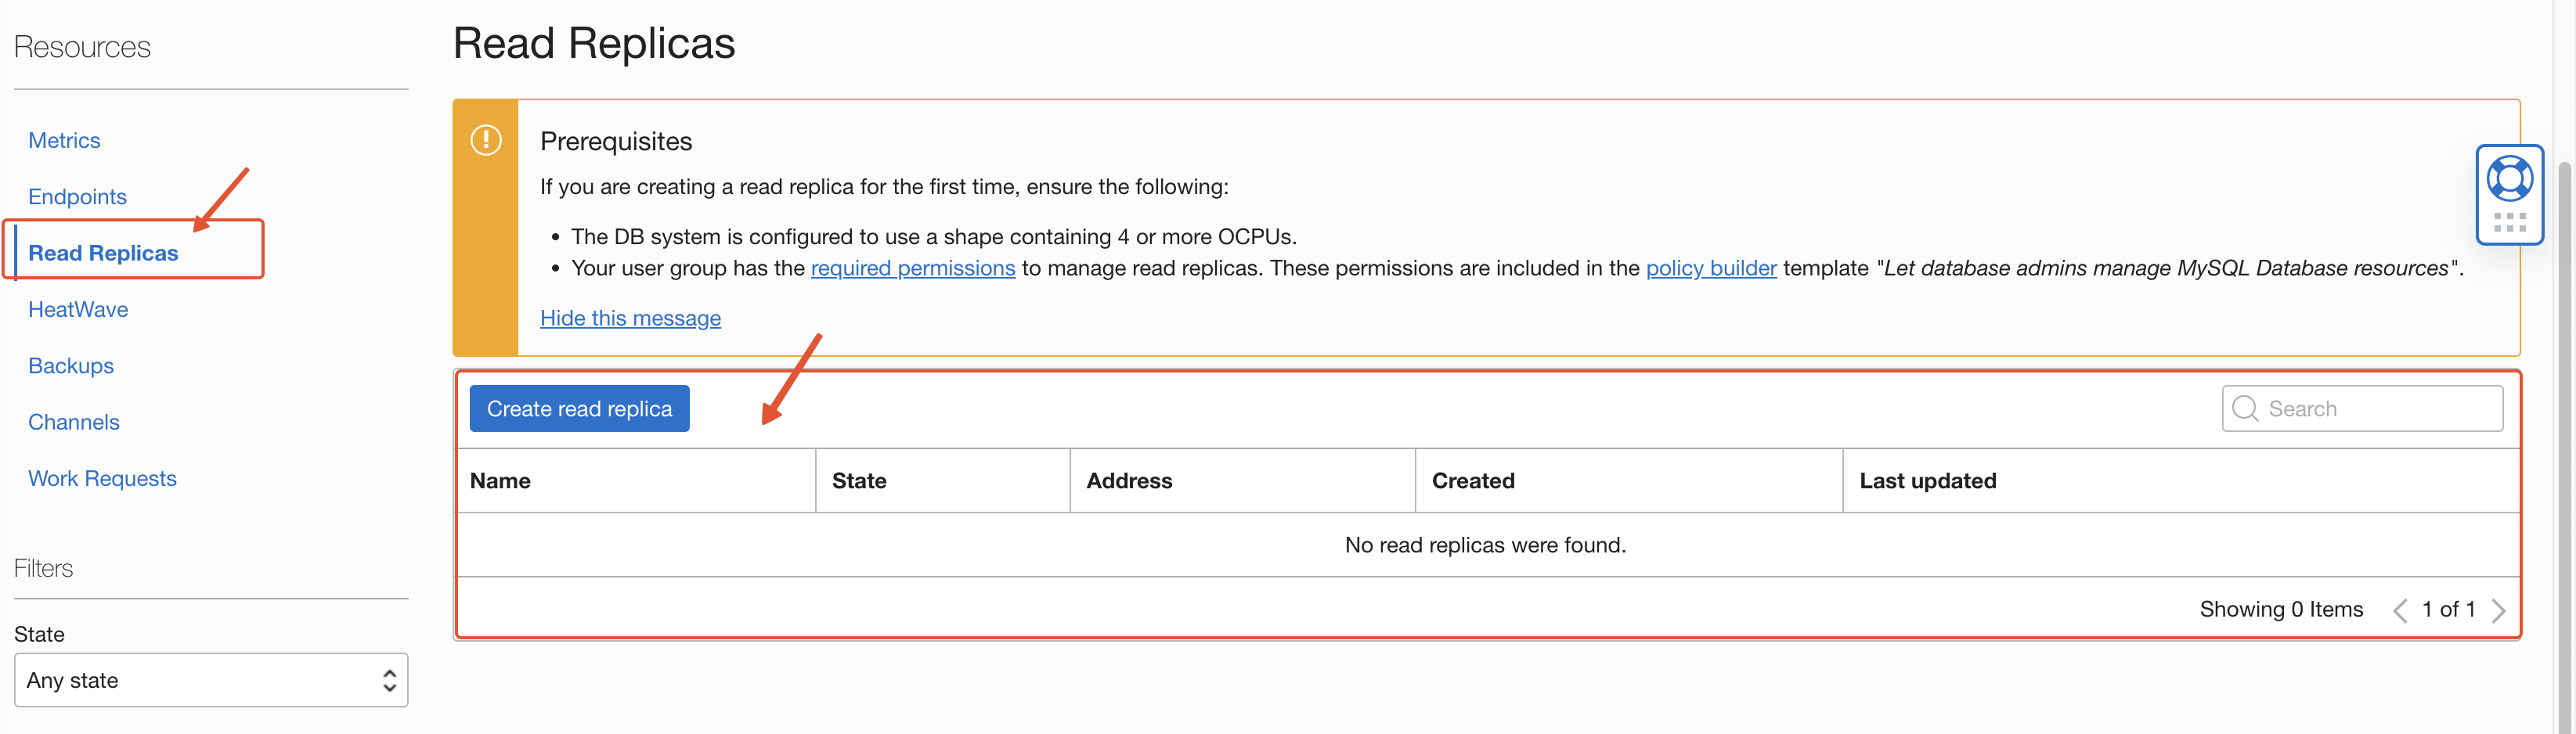 Resources
Metrics
Endpoints
Read Replicas
HeatWave
Backups
Channels
Work Requests
Filters
State
Any state
Read Replicas
Prerequisites
If you are creating a read replica for the first time, ensure the following:
• The DB system is configured to use a shape containing 4 or more OCPUs.
• Your user group has the required permissions to manage read replicas. These permissions are included in the policy builder template "Let database admins manage MySQL Database resources".
Hide this message
Create read replica
Search
Name State Address Created Last updated
No read replicas were found.
Showing 0 Items 1 of 1